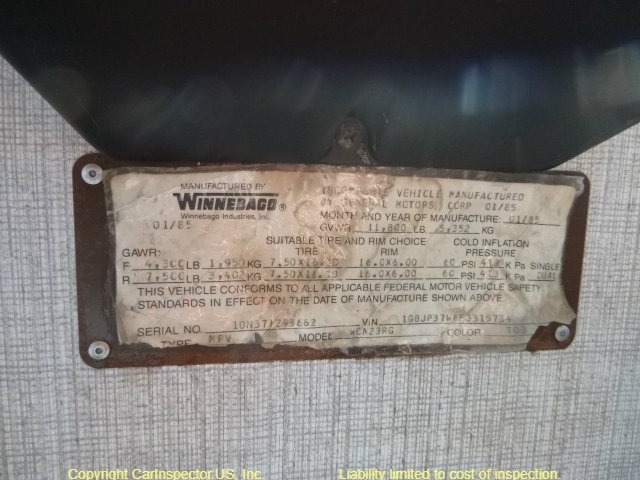 MANUFACTURED BY
WINNEBAGO®
Winnebago Industries, Inc.
01/85
INCOMPLETE VEHICLE MANUFACTURED
BY GENERAL MOTORS CORP 01/85
MONTH AND YEAR OF MANUFACTURE: 01/85
GVWR: 11,800 LB 5,352 KG
SUITABLE TIRE AND RIM CHOICE COLD INFLATION
GAWR: TIRE RIM PRESSURE
F 4,300 LB 1,950 KG 7.50X16.0D 16.0X6.00 60 PSI 413 K Pa SINGLE
R 7,500 LB 3,402 KG 7.50X16.0D 16.0X6.00 60 PSI 413 K Pa DUAL
THIS VEHICLE CONFORMS TO ALL APPLICABLE FEDERAL MOTOR VEHICLE SAFETY
STANDARDS IN EFFECT ON THE DATE OF MANUFACTURE SHOWN ABOVE.
SERIAL NO. VIN
TYPE MPV MODEL WCN23RG COLOR
Copyright CarInspector.US, Inc. Liability limited to cost of inspection.